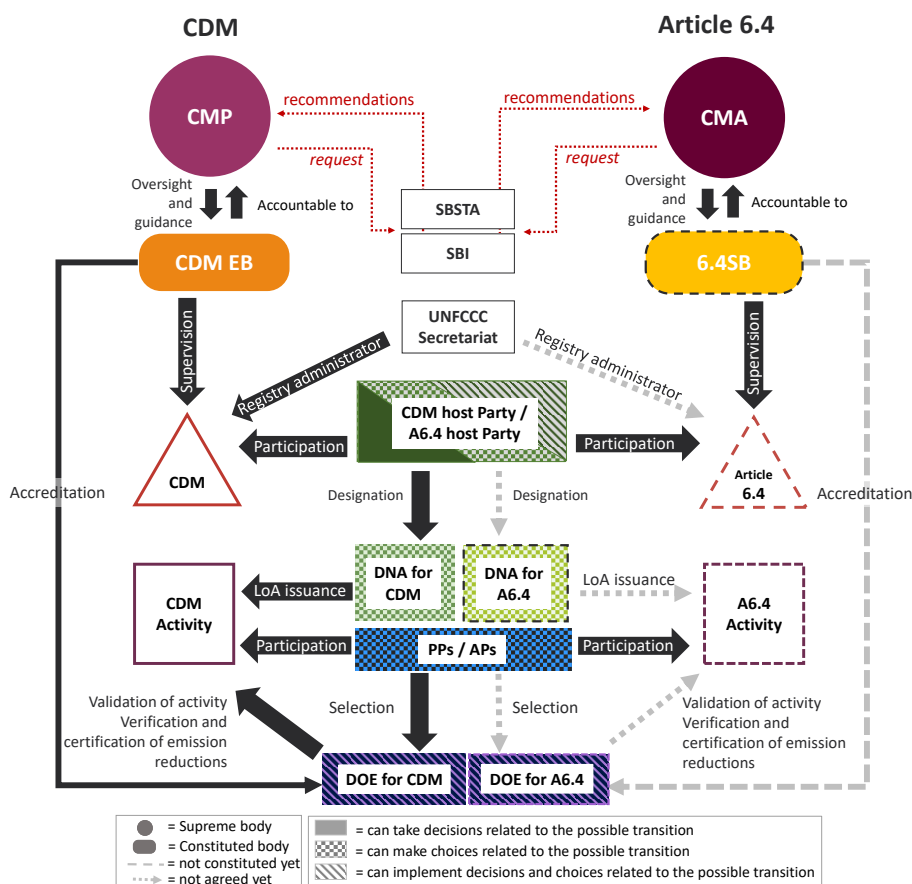 CDM
Article 6.4
CMP
recommendations
recommendations
CMA
request
request
Oversight
and
guidance
Accountable to
SBSTA
SBI
Oversight
and
guidance
Accountable to
CDM EB
6.4SB
Supervision
UNFCCC
Secretariat
Supervision
Registry administrator
Registry administrator
CDM host Party /
A6.4 host Party
Participation
Participation
CDM
Article
6.4
Accreditation
Designation
Designation
Accreditation
DNA for
CDM
DNA for
A6.4
LoA issuance
LoA issuance
CDM
Activity
A6.4
Activity
Participation
PPs / APs
Participation
Validation of activity
Verification and
certification of emission
reductions
Selection
Selection
Validation of activity
Verification and
certification of emission
reductions
DOE for CDM
DOE for A6.4
= Supreme body
= Constituted body
= not constituted yet
= not agreed yet
= can take decisions related to the possible transition
= can make choices related to the possible transition
= can implement decisions and choices related to the possible transition